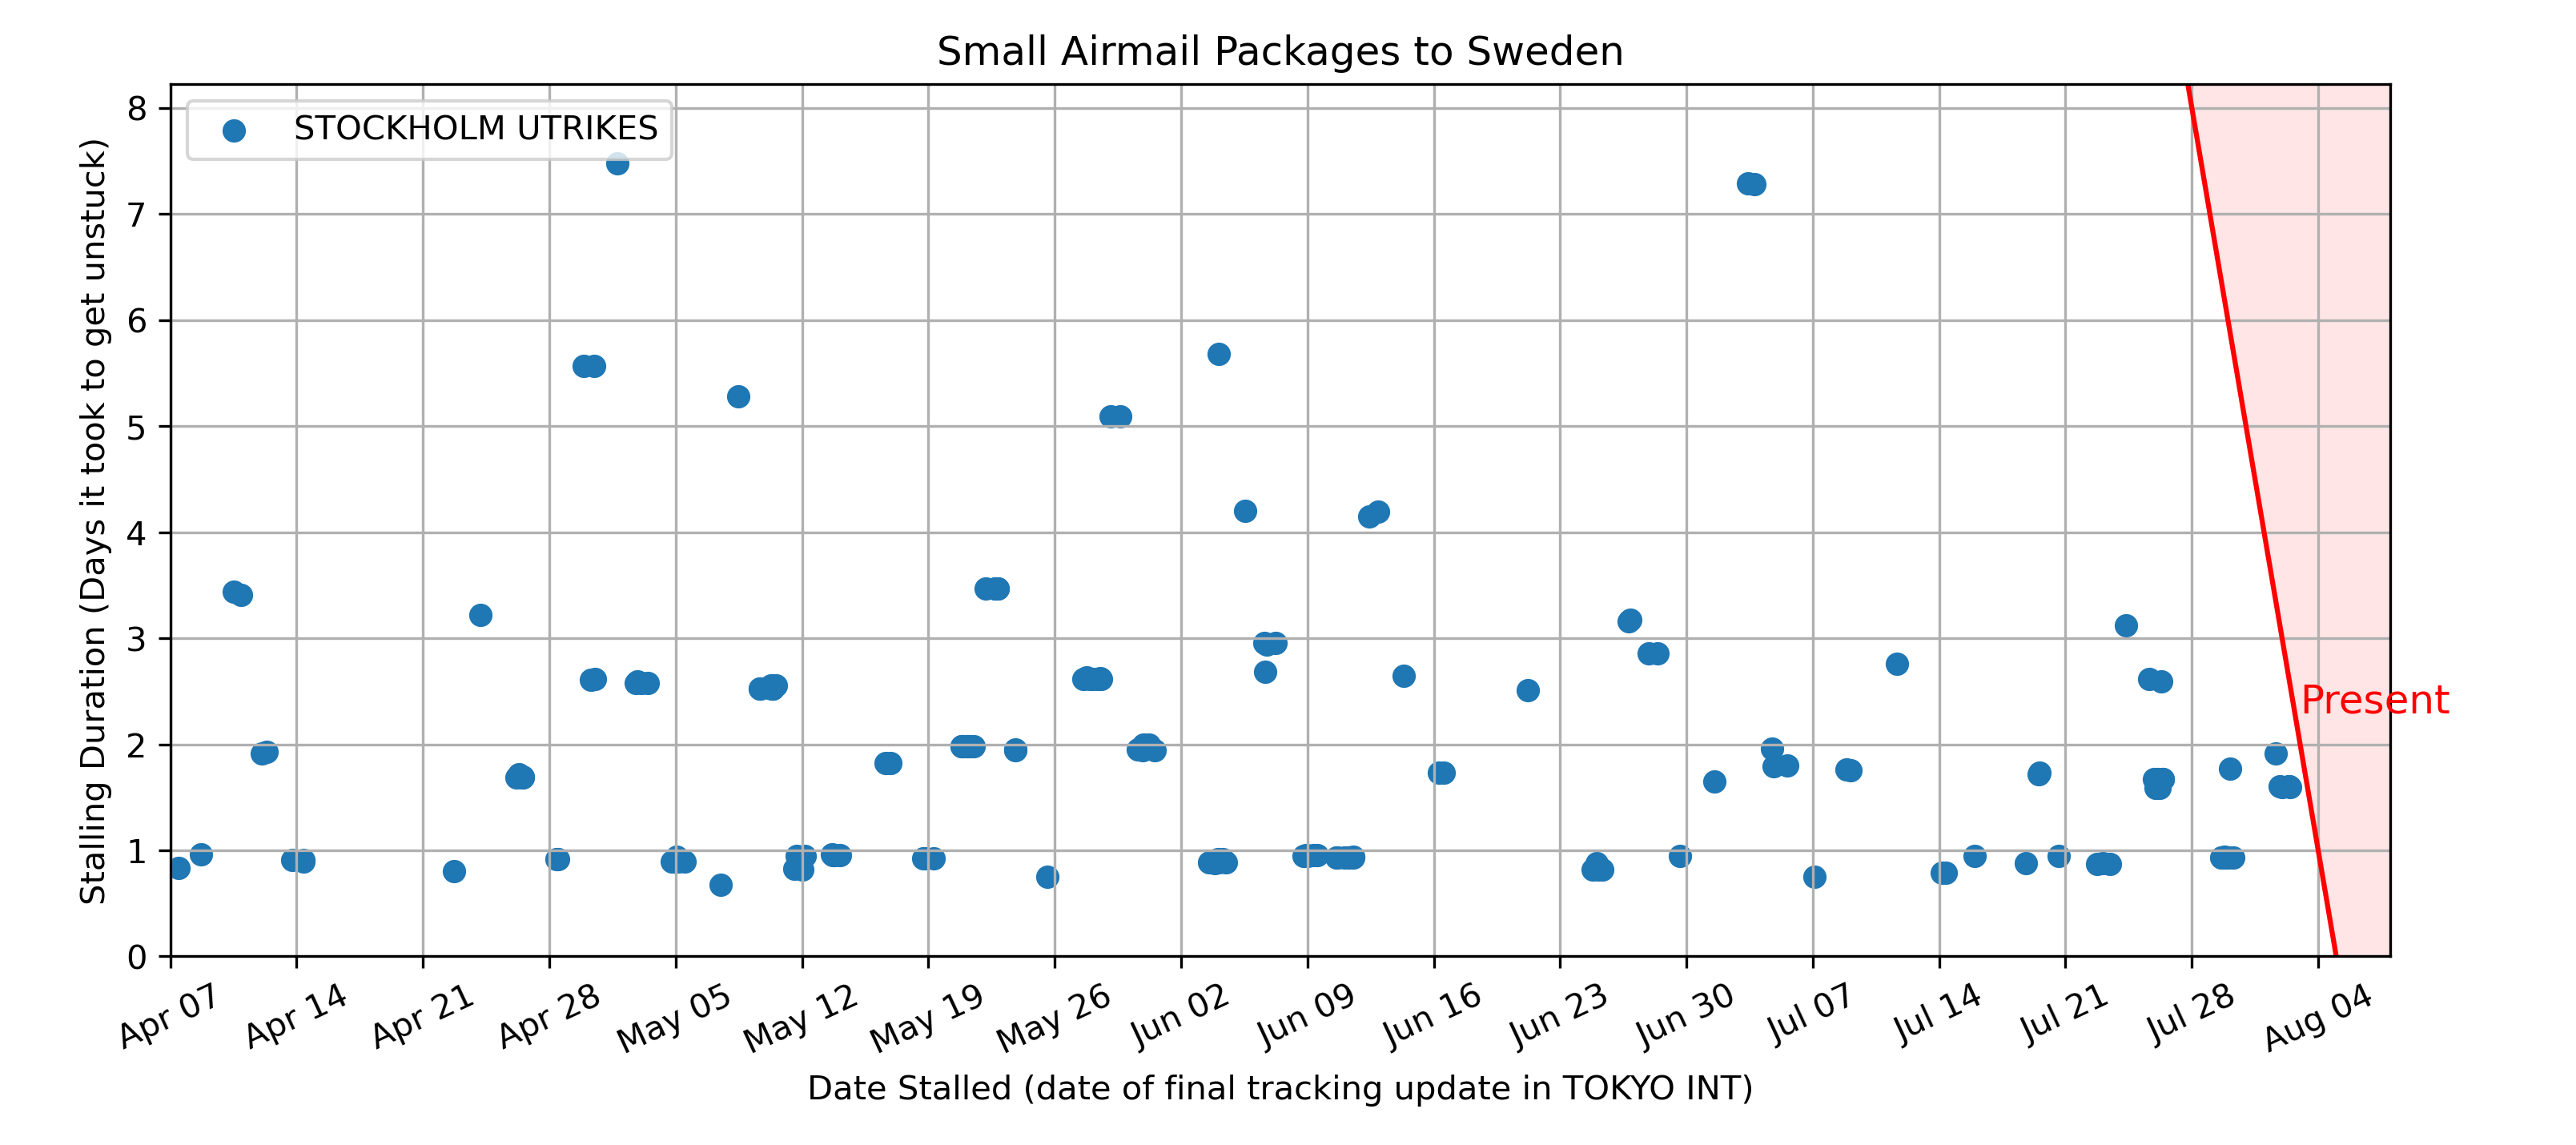 Small Airmail Packages to Sweden
STOCKHOLM UTRIKES
Stalling Duration (Days it took to get unstuck)
8
7
6
5
4
3
2
1
0
Present
Apr 07
Apr 14
Apr 21
Apr 28
May 05
May 12
May 19
May 26
Jun 02
Jun 09
Jun 16
Jun 23
Jun 30
Jul 07
Jul 14
Jul 21
Jul 28
Aug 04
Date Stalled (date of final tracking update in TOKYO INT)